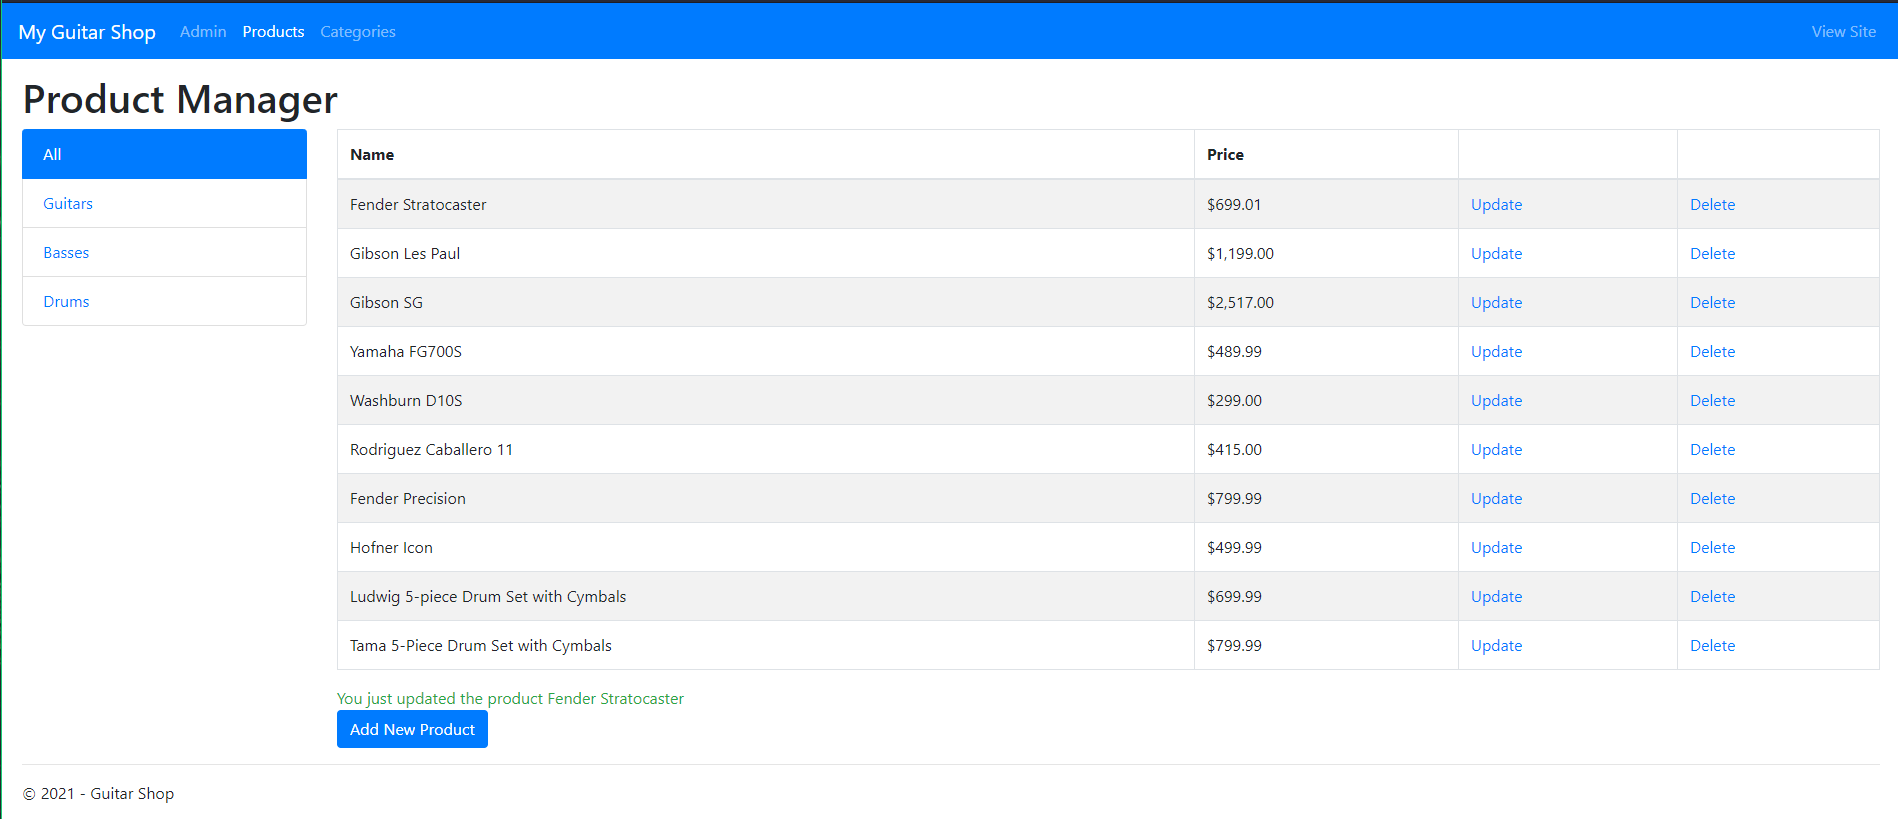 My Guitar Shop Admin Products Categories View Site
Product Manager
All
Guitars
Basses
Drums
Name Price
Fender Stratocaster $699.01 Update Delete
Gibson Les Paul $1,199.00 Update Delete
Gibson SG $2,517.00 Update Delete
Yamaha FG700S $489.99 Update Delete
Washburn D10S $299.00 Update Delete
Rodriguez Caballero 11 $415.00 Update Delete
Fender Precision $799.99 Update Delete
Hofner Icon $499.99 Update Delete
Ludwig 5-piece Drum Set with Cymbals $699.99 Update Delete
Tama 5-Piece Drum Set with Cymbals $799.99 Update Delete
You just updated the product Fender Stratocaster
Add New Product
© 2021 - Guitar Shop